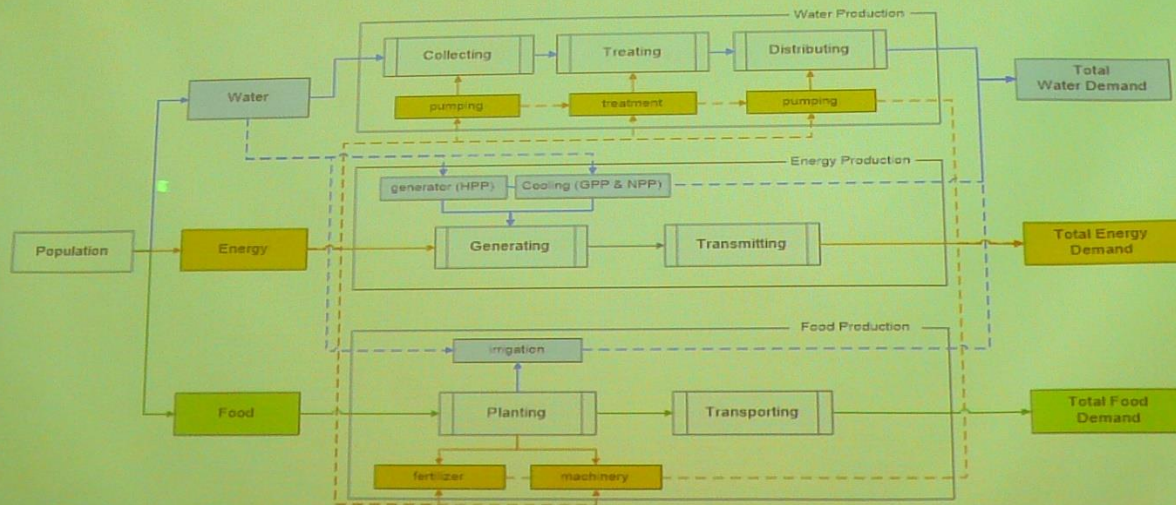 Water Production
Collecting
Treating
Distributing
Total
Water Demand
Water
pumping
treatment
pumping
Energy Production
generator (HPP)
Cooling (GPP & NPP)
Population
Energy
Generating
Transmitting
Total Energy
Demand
Food Production
irrigation
Food
Planting
Transporting
Total Food
Demand
fertilizer
machinery